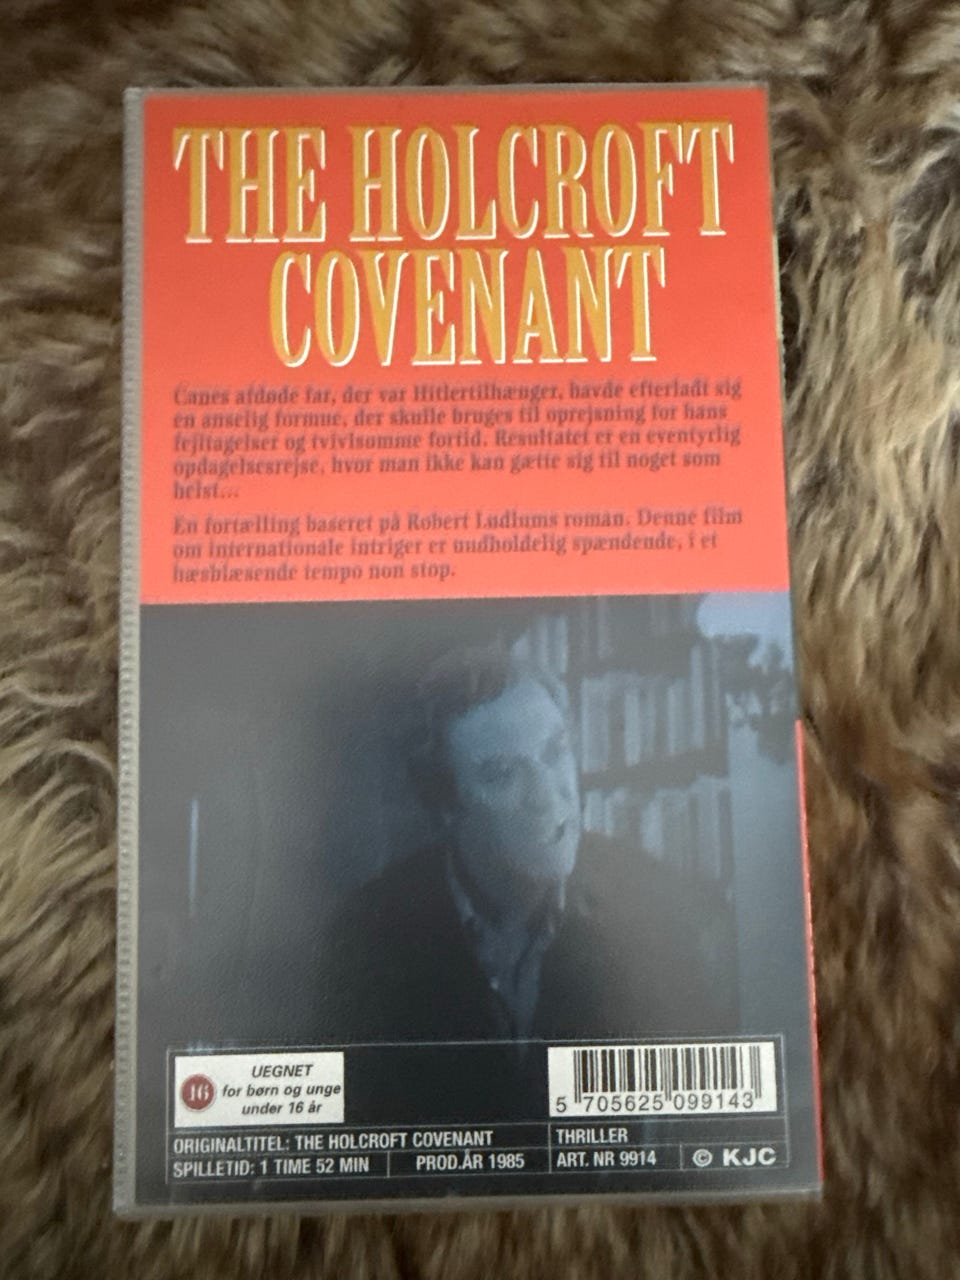 THE HOLCROFT
COVENANT
Canes afdøde far, der var Hitlertilhænger, havde efterladt sig
en anselig formue, der skulle bruges til oprejsning for hans
fejltagelser og tvivlsomme fortid. Resultatet er en eventyrlig
opdagelsesrejse, hvor man ikke kan gætte sig til noget som
helst...
En fortælling baseret på Robert Ludlums roman. Denne film
om internationale intriger er uudholdelig spændende, i et
hæsblæsende tempo non stop.
16
UEGNET
for børn og unge
under 16 år
5 705625 099143
ORIGINALTITEL: THE HOLCROFT COVENANT
THRILLER
SPILLETID: 1 TIME 52 MIN
PROD.ÅR 1985
ART. NR 9914
© KJC